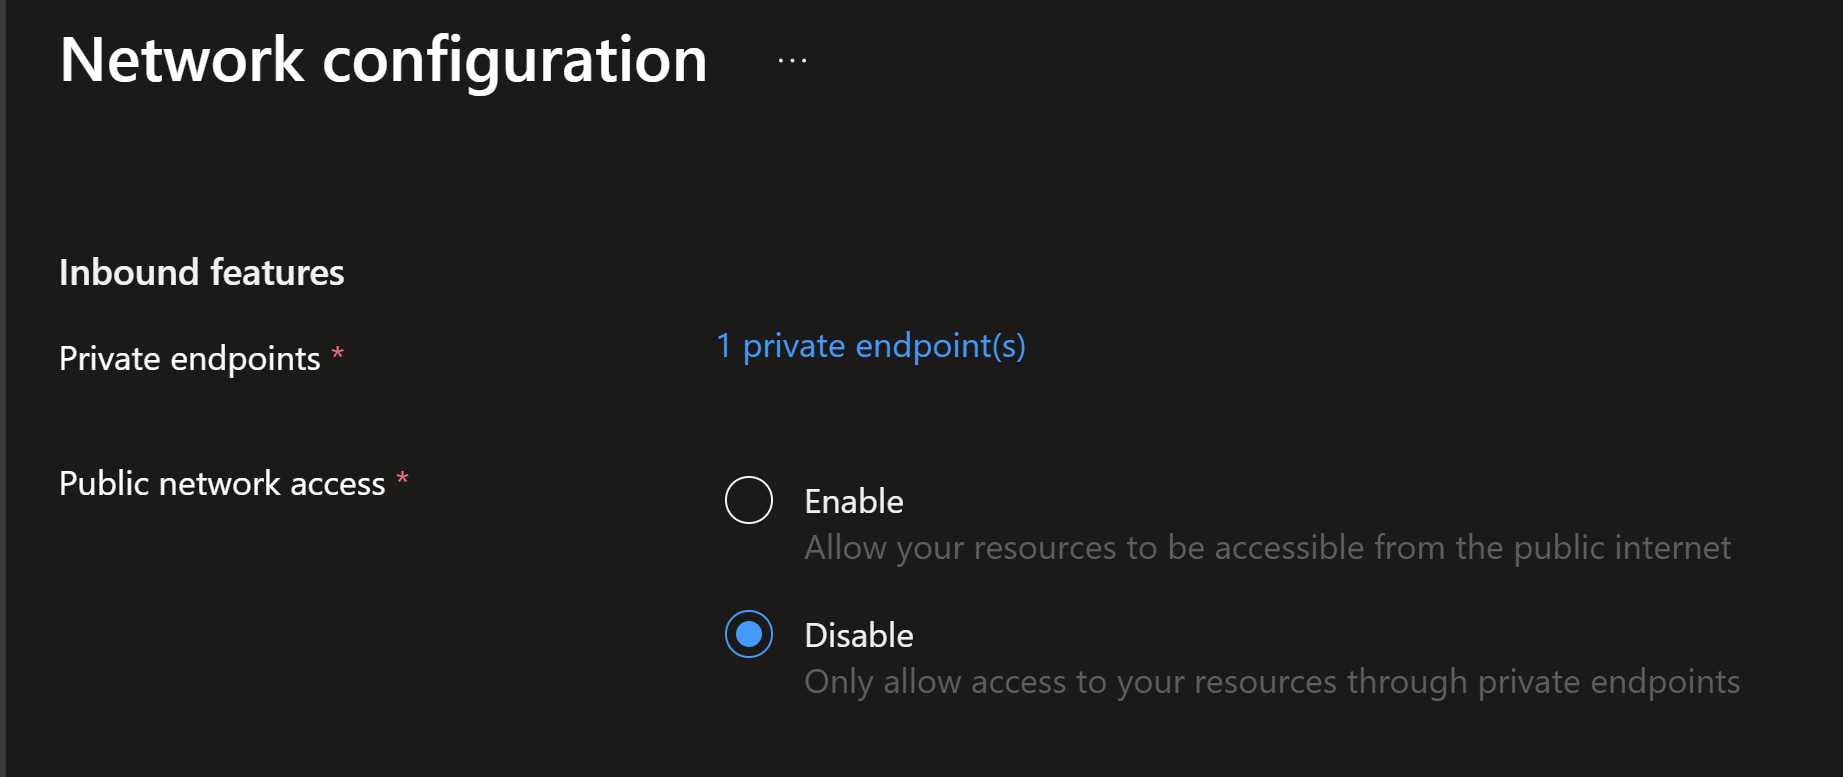 Network configuration ...
Inbound features
Private endpoints *
1 private endpoint(s)
Public network access *
Enable
Allow your resources to be accessible from the public internet
Disable
Only allow access to your resources through private endpoints